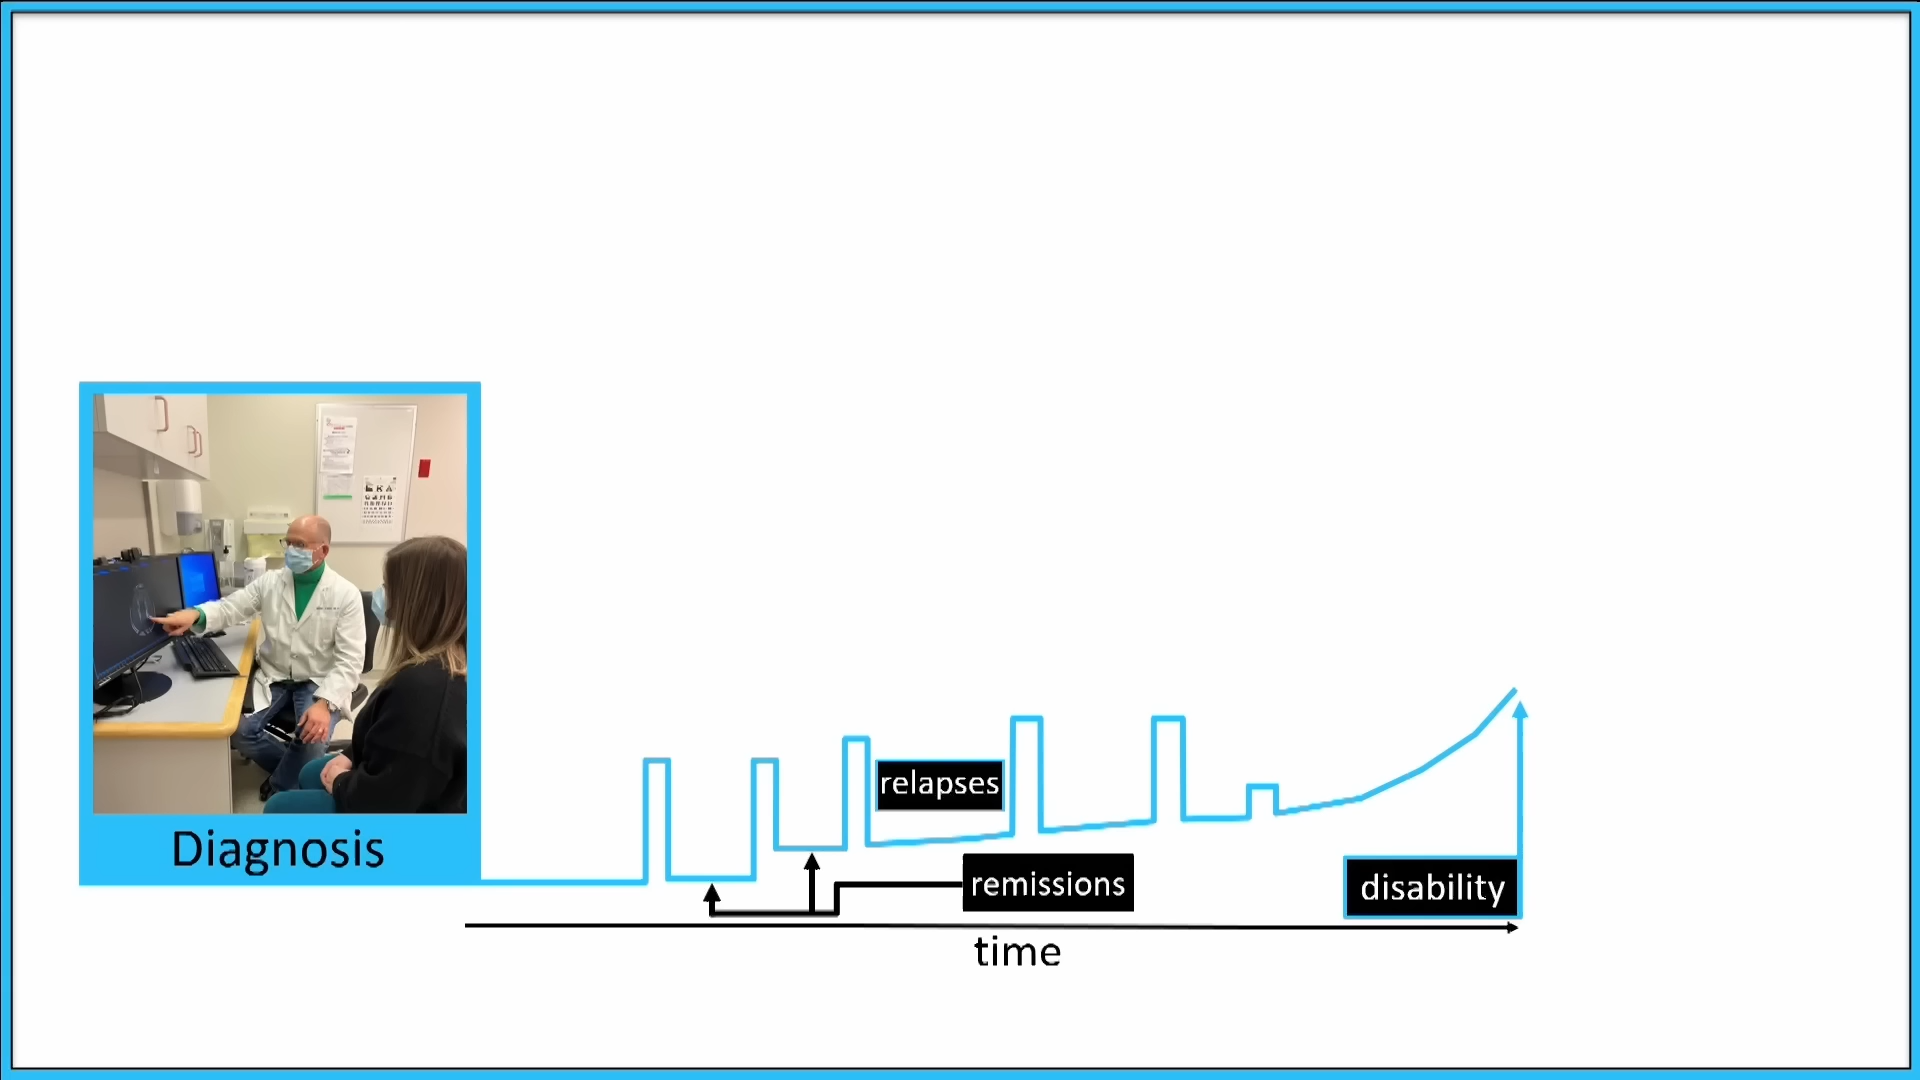 Diagnosis
relapses
remissions
disability
time